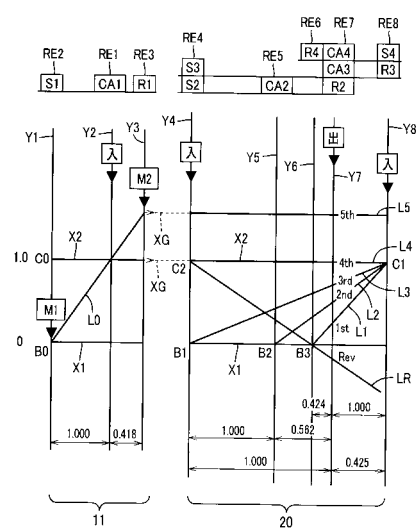 RE6 RE7 RE8
RE4
R4 CA4 S4
RE2 RE1 RE3 S3 RE5 CA3 R3
S1 CA1 R1 S2 CA2 R2
Y1 Y2 Y3 Y4 出 Y8
入 入 Y5 Y6 Y7 入
M2
L5
5th
XG
1.0 C0 X2 X2 4th L4
C2 C1
XG 3rd L3
2nd L2
M1 L0 1st L1
0
B0 X1 B1 X1 B2 B3 Rev
LR
0.424 1.000
1.000 0.418 1.000 0.562
1.000 0.425
11 20